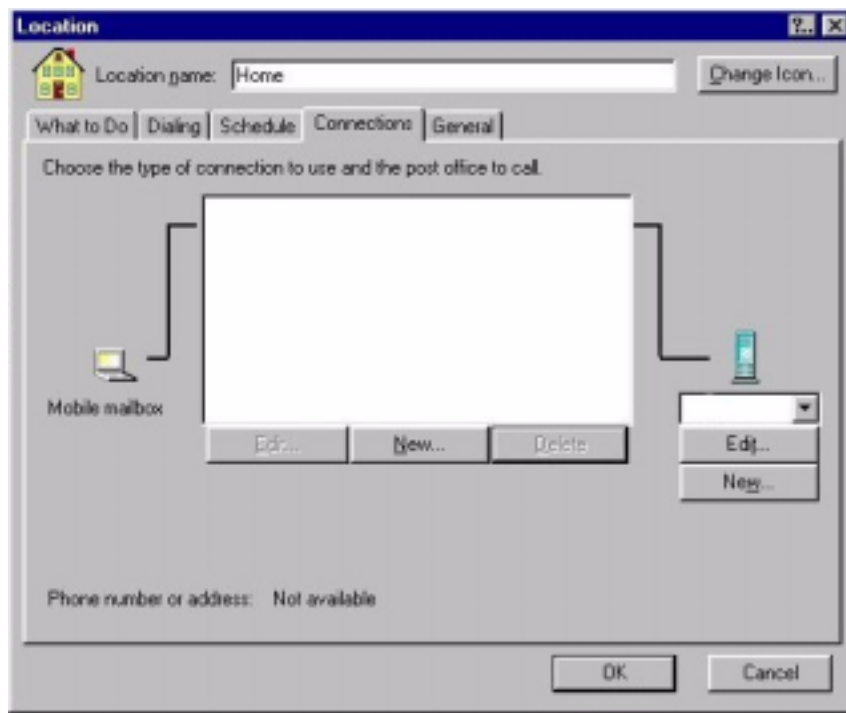 Location
Location name: Home Change Icon...
What to Do Dialing Schedule Connections General
Choose the type of connection to use and the post office to call.
Mobile mailbox
Edit... New... Delete Edit...
New...
Phone number or address: Not available
OK Cancel